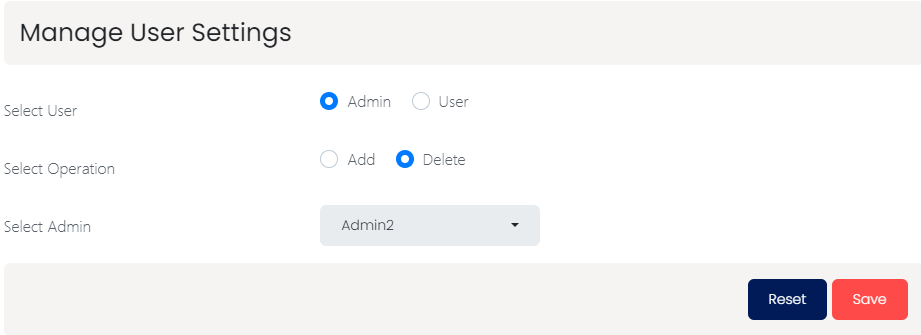 Manage User Settings
Select User Admin User
Select Operation Add Delete
Select Admin Admin2
Reset Save